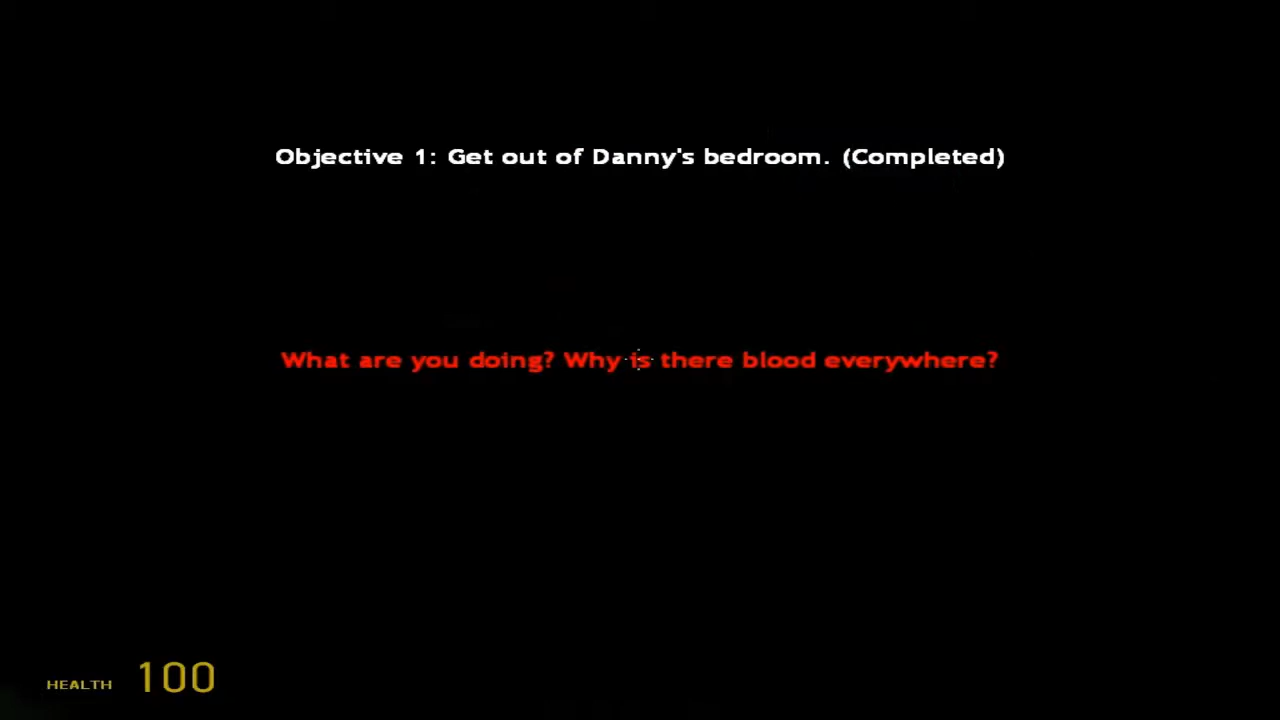 Objective 1: Get out of Danny's bedroom. (Completed)
What are you doing? Why is there blood everywhere?
HEALTH 100